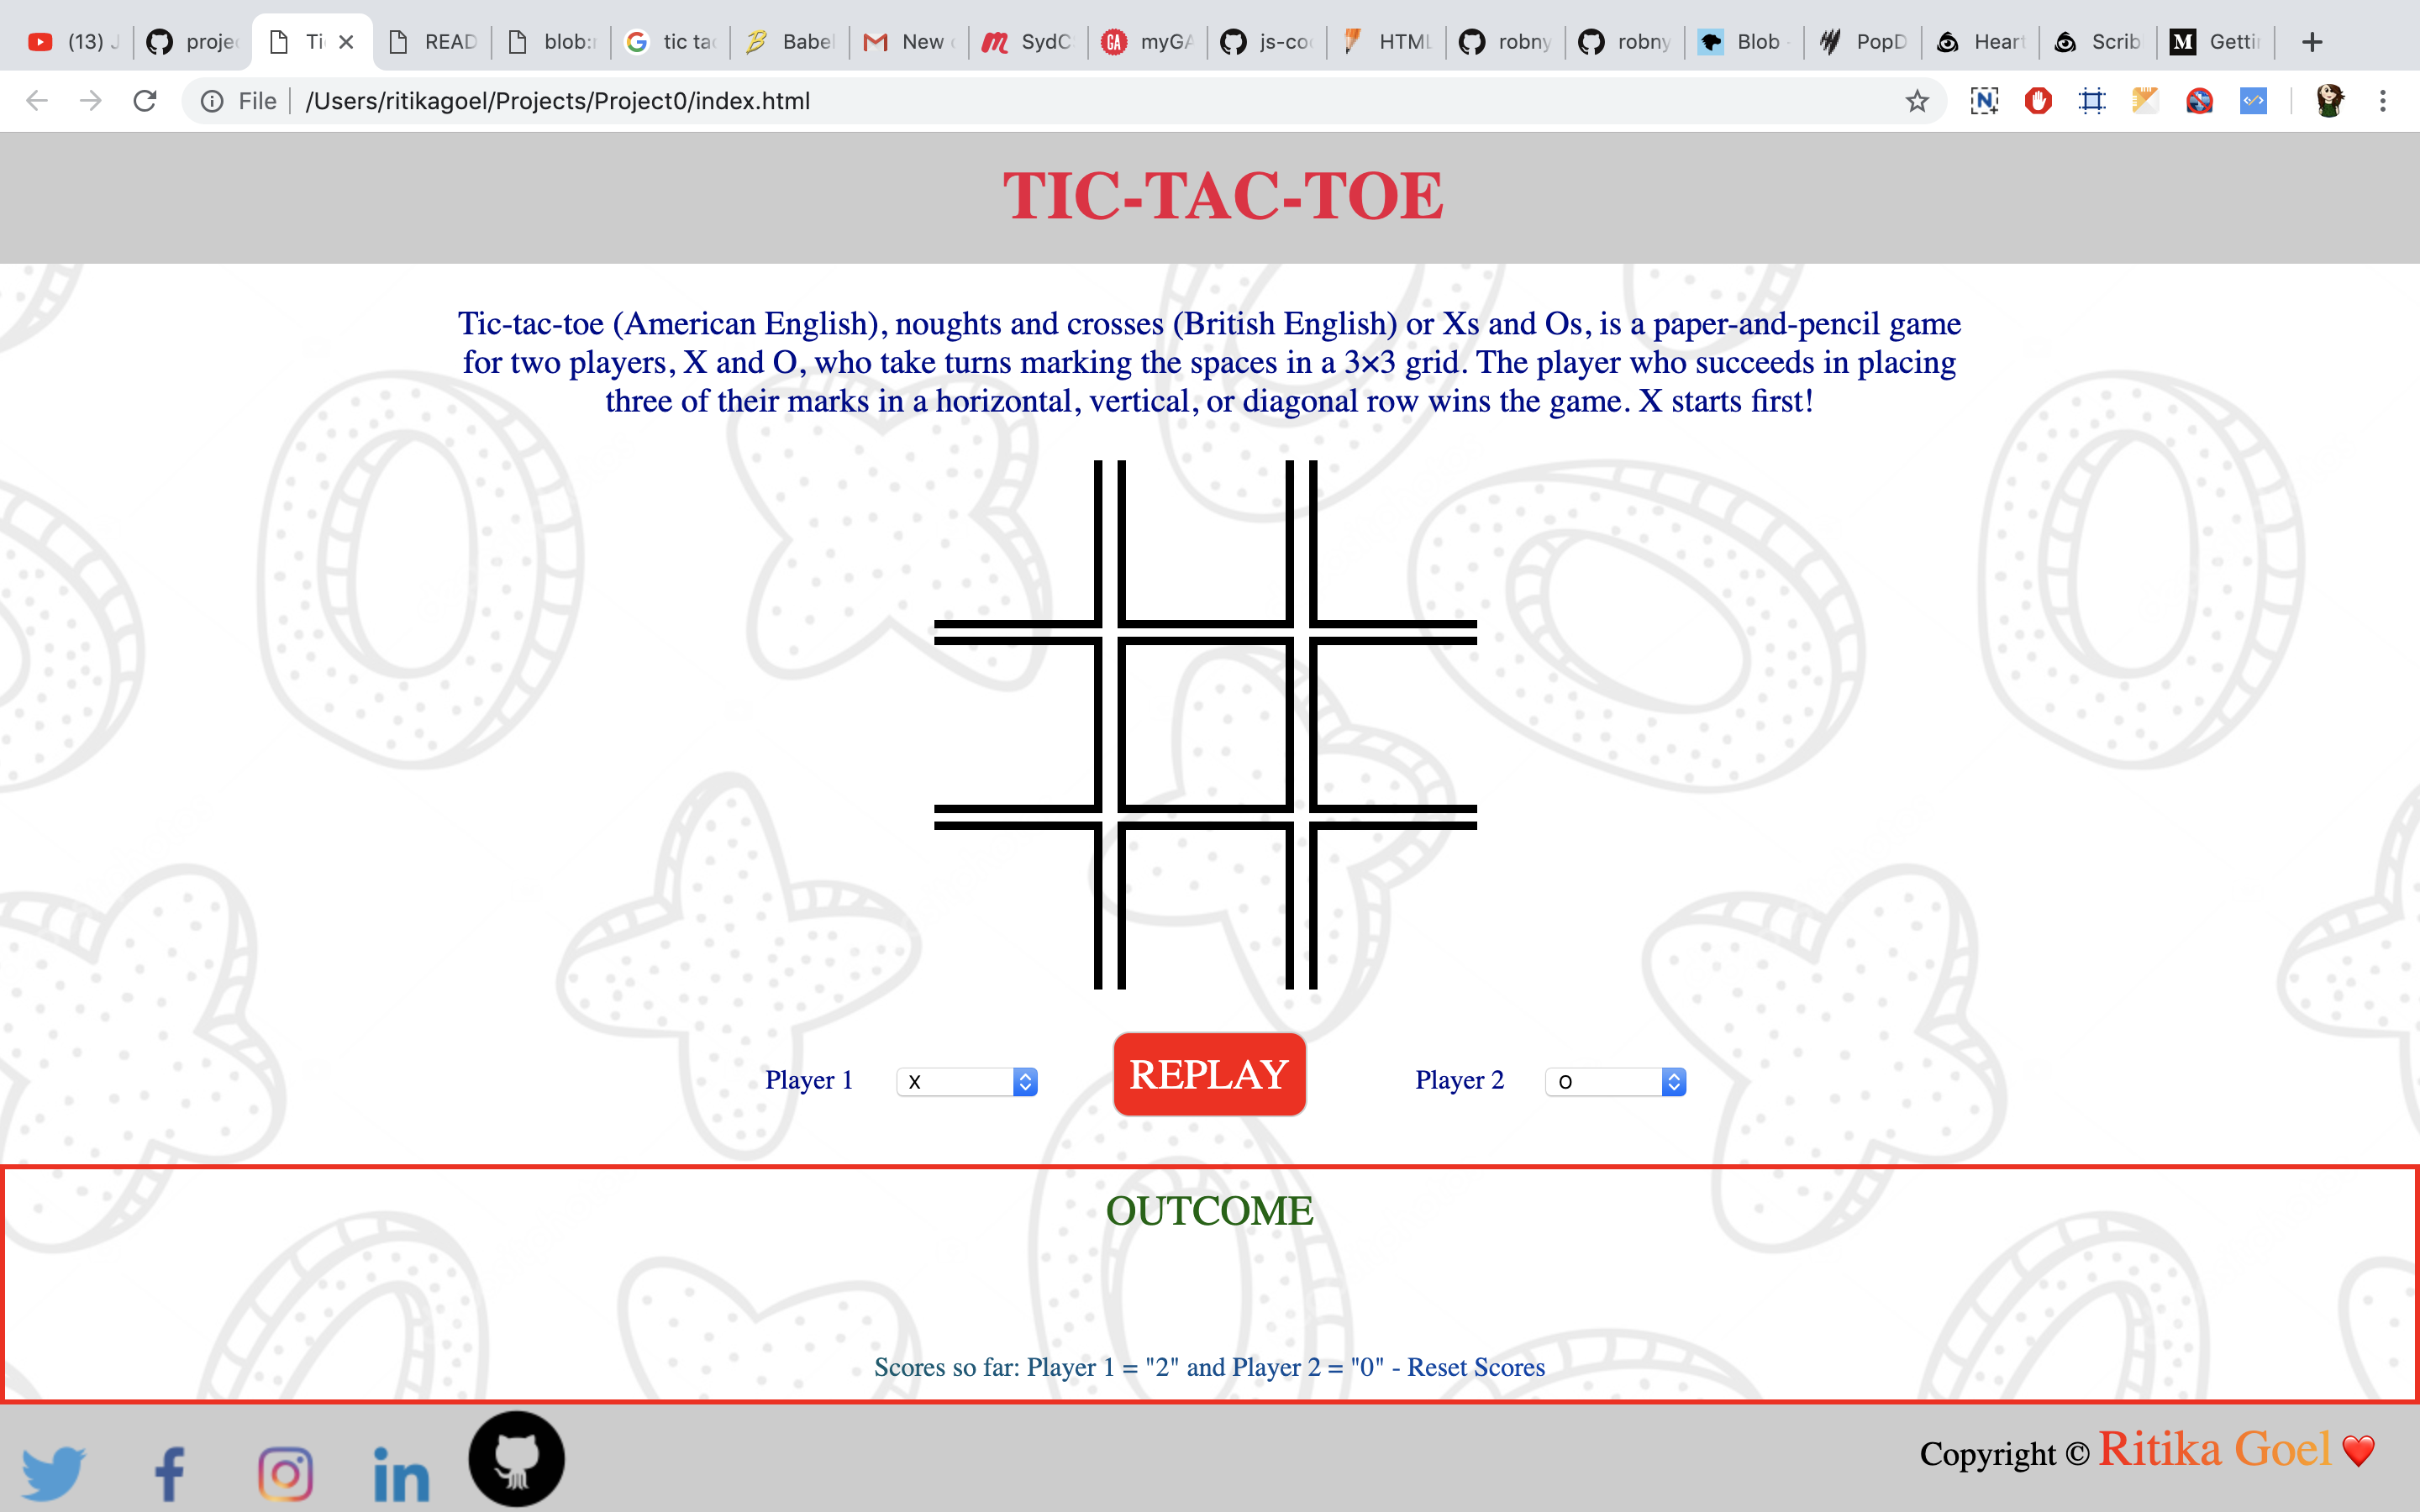 (13) J
projec
Ti
READ
blob:
tic tac
Babel
New
SydC
myGA
js-co
HTML
robny
robny
Blob
PopD
Heart
Scrib
Gettin
File
/Users/ritikagoel/Projects/Project0/index.html
TIC-TAC-TOE
Tic-tac-toe (American English), noughts and crosses (British English) or Xs and Os, is a paper-and-pencil game
for two players, X and O, who take turns marking the spaces in a 3×3 grid. The player who succeeds in placing
three of their marks in a horizontal, vertical, or diagonal row wins the game. X starts first!
Player 1
X
REPLAY
Player 2
O
OUTCOME
Scores so far: Player 1 = "2" and Player 2 = "0" - Reset Scores
Copyright © Ritika Goel ❤️